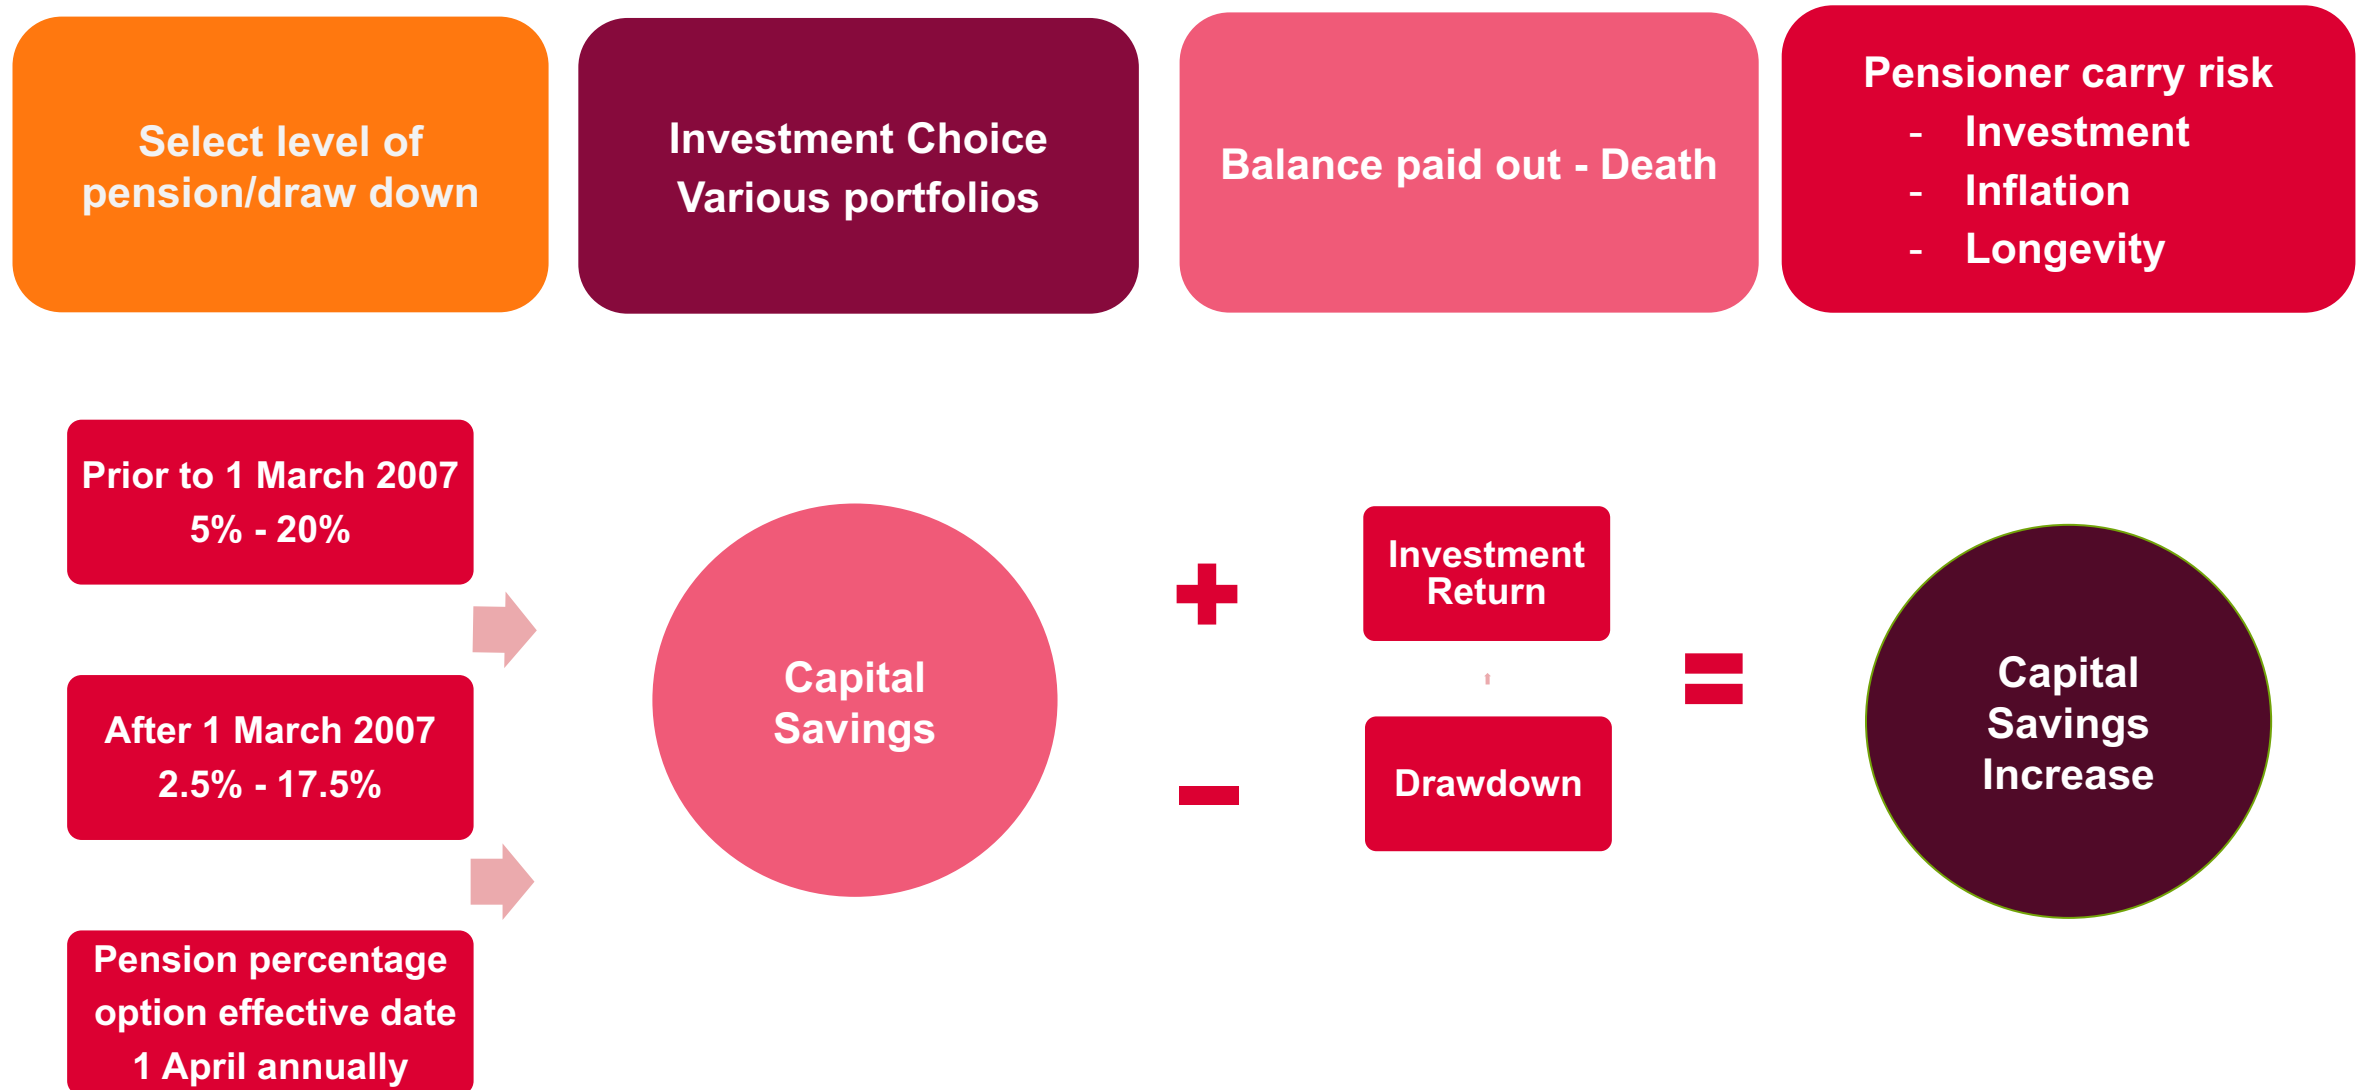 Select level of
pension/draw down
Investment Choice
Various portfolios
Balance paid out - Death
Pensioner carry risk
- Investment
- Inflation
- Longevity
Prior to 1 March 2007
5% - 20%
After 1 March 2007
2.5% - 17.5%
Pension percentage
option effective date
1 April annually
Capital
Savings
+
Investment
Return
-
Drawdown
=
Capital
Savings
Increase